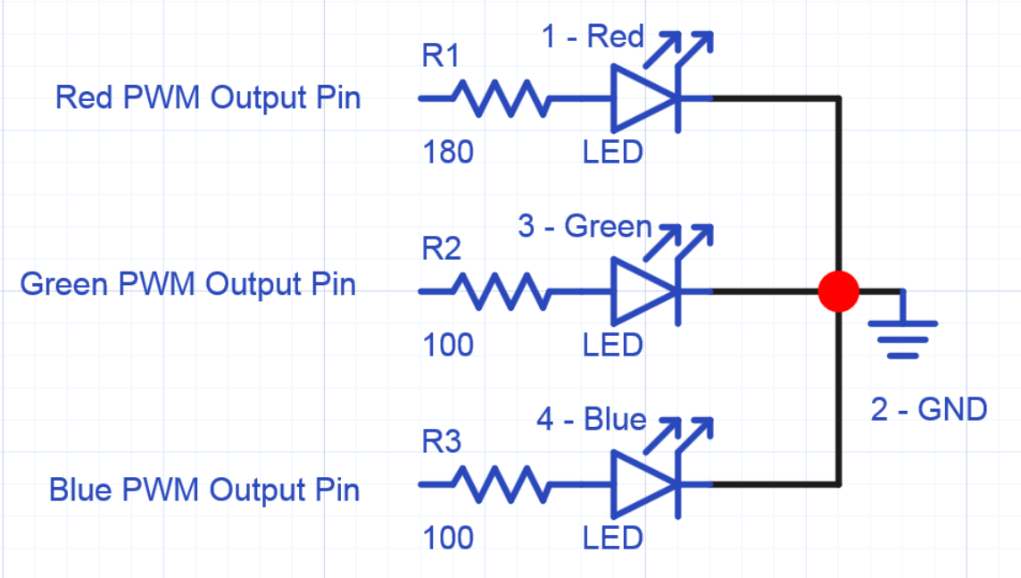 1 - Red
R1
Red PWM Output Pin
180
LED
3 - Green
R2
Green PWM Output Pin
100
LED
2 - GND
4 - Blue
R3
Blue PWM Output Pin
100
LED